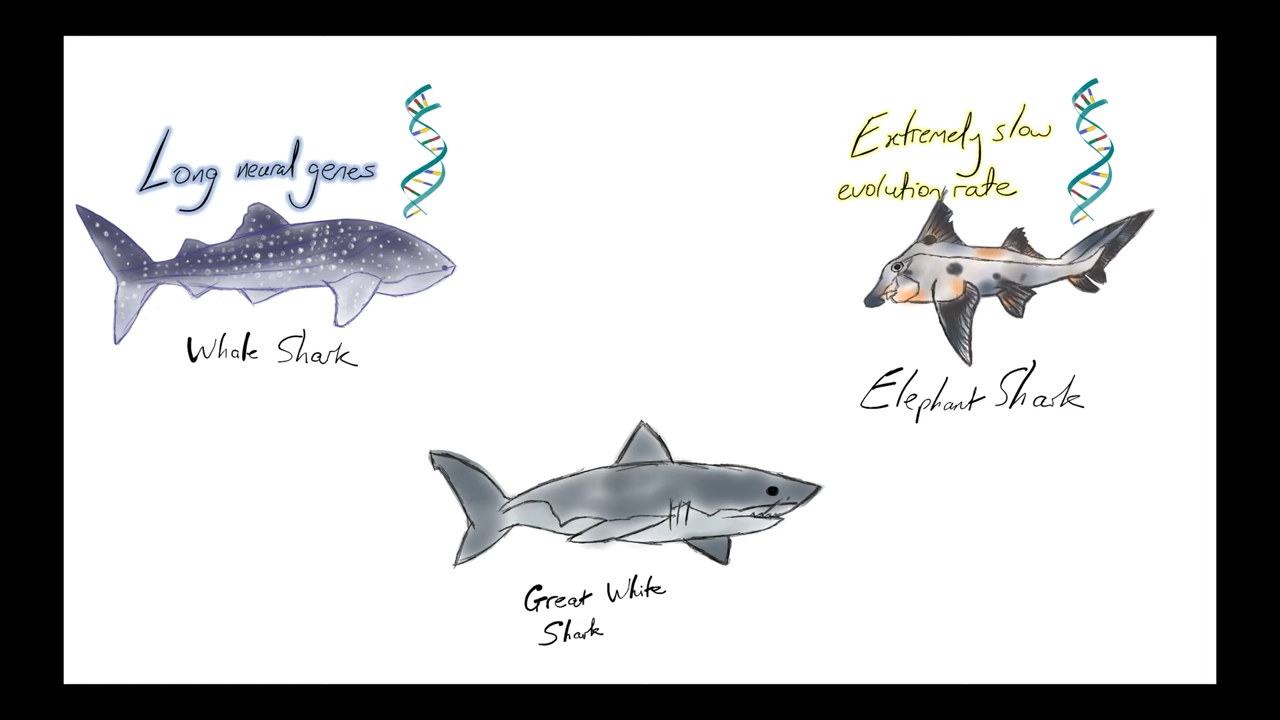 Long neural genes
Whale Shark
Extremely slow
evolution rate
Elephant Shark
Great White
Shark